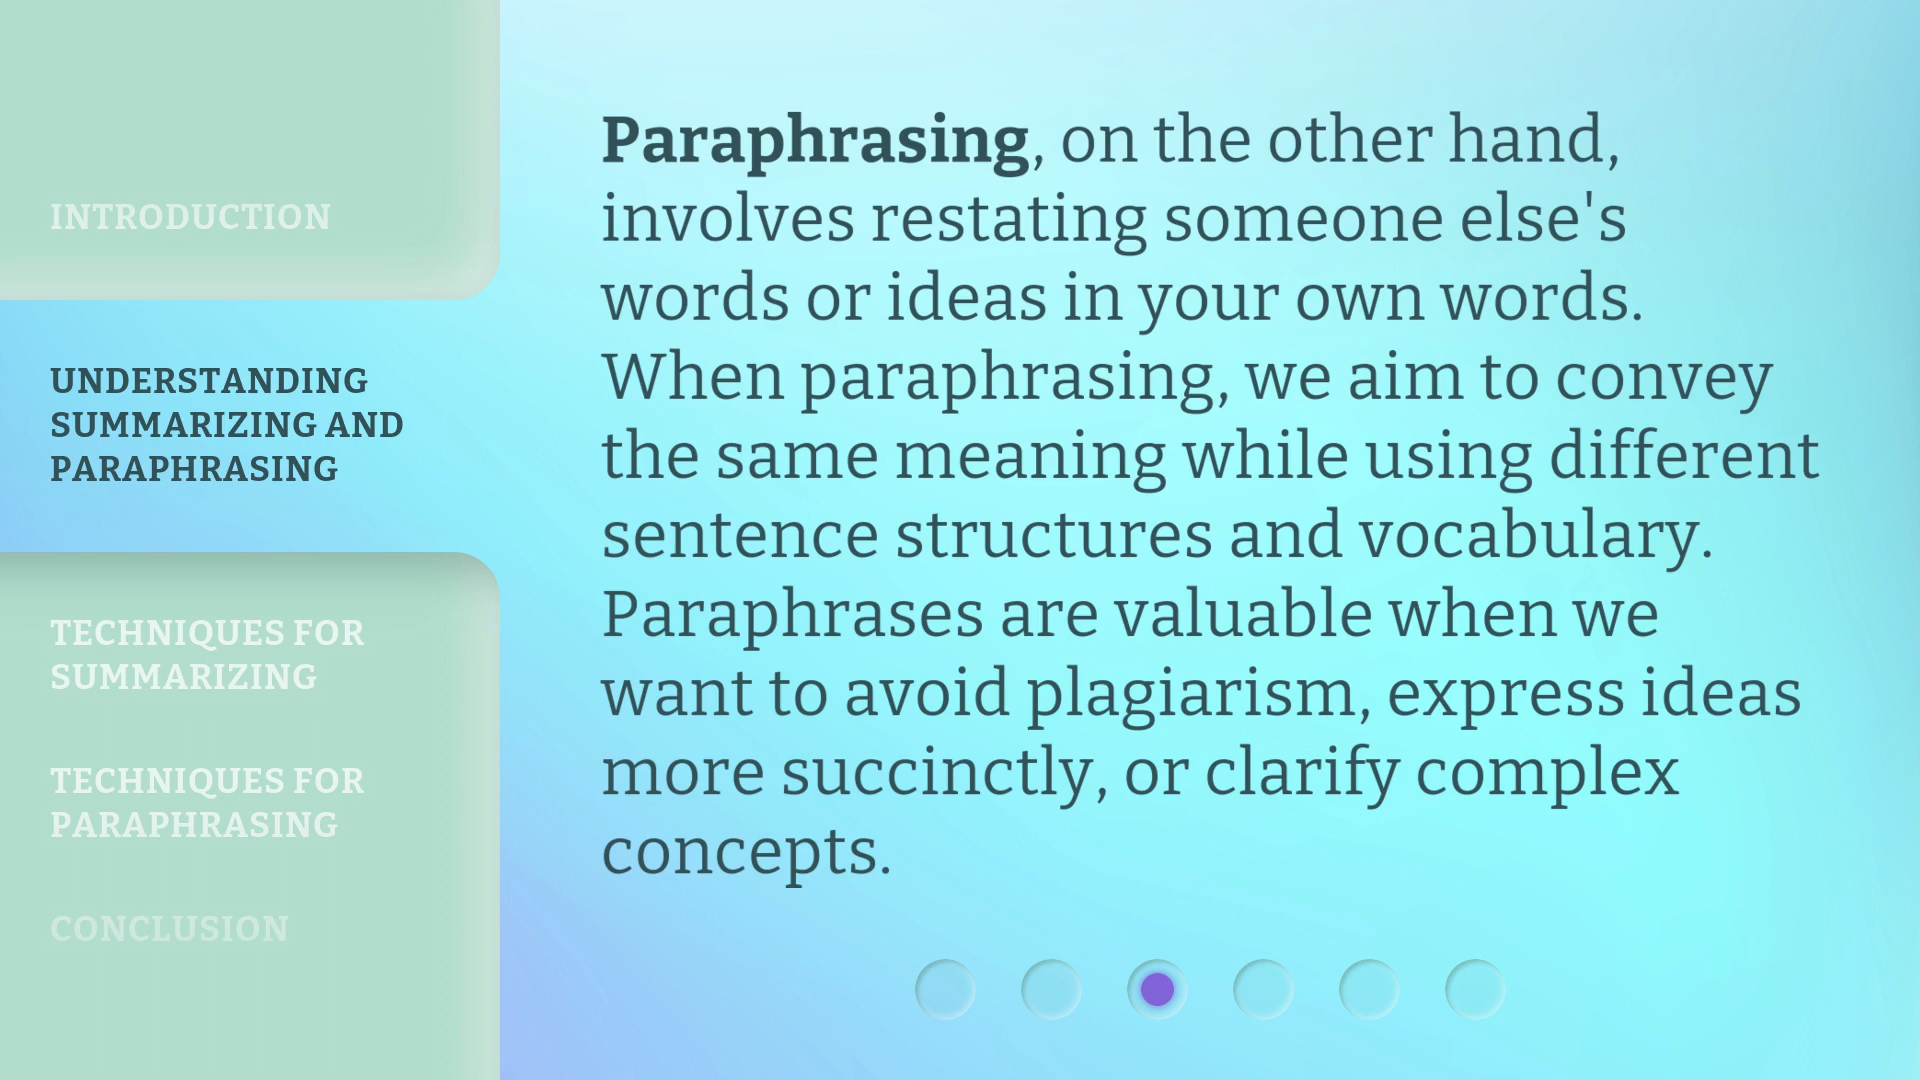 INTRODUCTION
UNDERSTANDING
SUMMARIZING AND
PARAPHRASING
TECHNIQUES FOR
SUMMARIZING
TECHNIQUES FOR
PARAPHRASING
CONCLUSION
Paraphrasing, on the other hand,
involves restating someone else's
words or ideas in your own words.
When paraphrasing, we aim to convey
the same meaning while using different
sentence structures and vocabulary.
Paraphrases are valuable when we
want to avoid plagiarism, express ideas
more succinctly, or clarify complex
concepts.